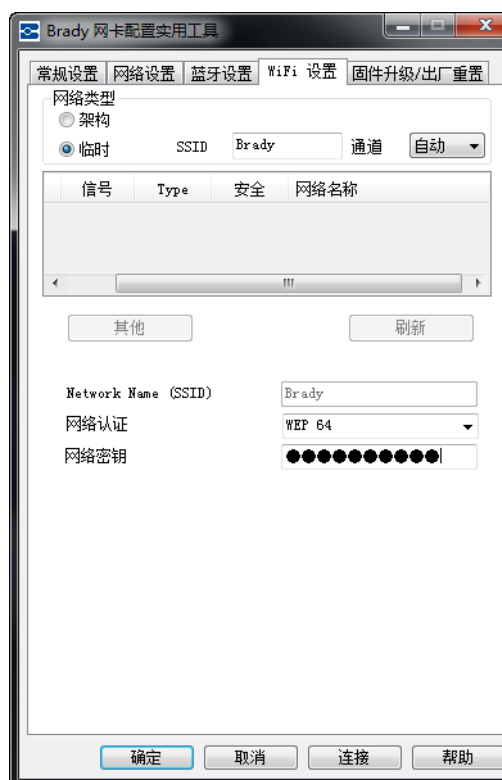 Brady 网卡配置实用工具
常规设置 网络设置 蓝牙设置 WiFi 设置 固件升级/出厂重置
网络类型
架构
临时 SSID Brady 通道 自动
信号 Type 安全 网络名称
其他 刷新
Network Name (SSID) Brady
网络认证 WEP 64
网络密钥 ●●●●●●●●●●
确定 取消 连接 帮助